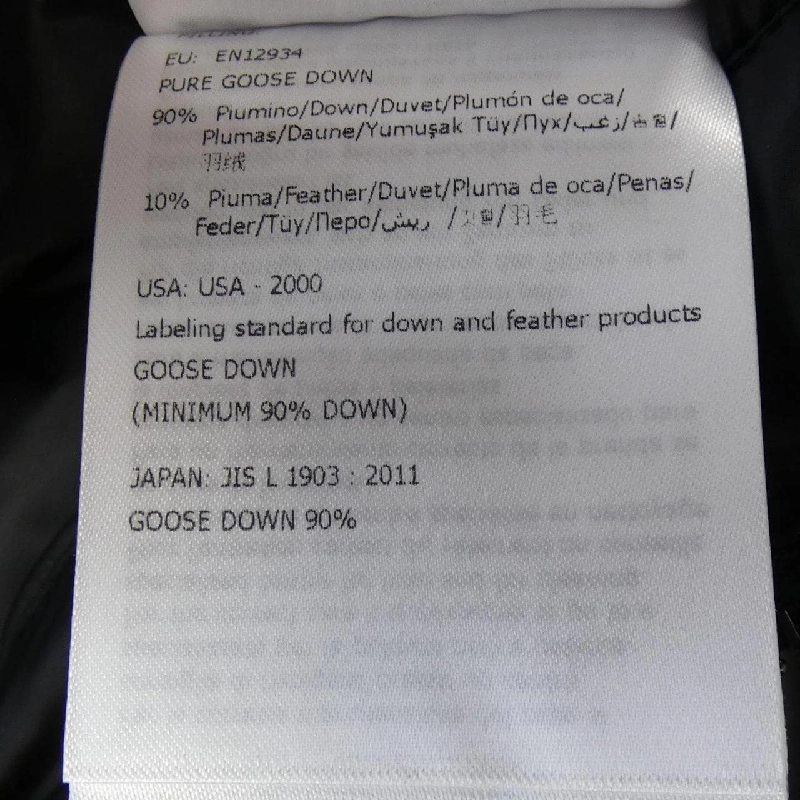 FILLING:
EU: EN12934
PURE GOOSE DOWN
90% Piumino/Down/Duvet/Plumón de oca/
Plumas/Daune/Yumuşak Tüy/Пух/زغب/솜털/
羽绒
10% Piuma/Feather/Duvet/Pluma de oca/Penas/
Feder/Tüy/Перо/ريش /깃털/羽毛
USA: USA - 2000
Labeling standard for down and feather products
GOOSE DOWN
(MINIMUM 90% DOWN)
JAPAN: JIS L 1903 : 2011
GOOSE DOWN 90%